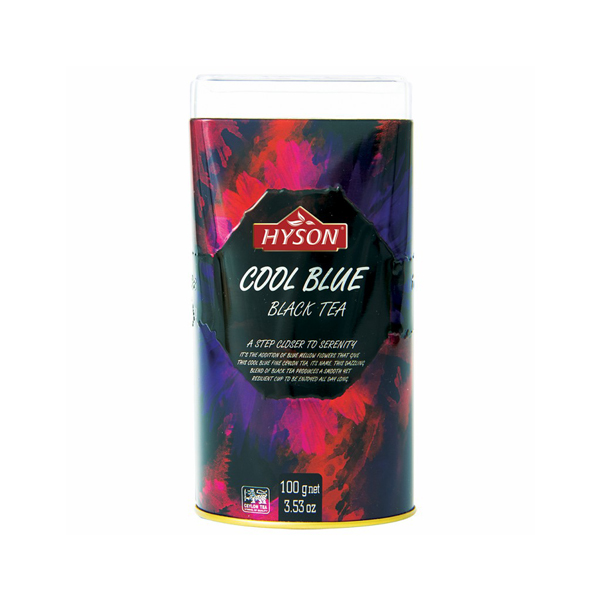 HYSON®
COOL BLUE
BLACK TEA
A STEP CLOSER TO SERENITY
IT'S THE ADDITION OF BLUE MELLOW FLOWERS THAT GIVE
THIS COOL BLUE FINE CEYLON TEA, ITS NAME. THIS DAZZLING
BLEND OF BLACK TEA PRODUCES A SMOOTH YET
RESILIENT CUP TO BE ENJOYED ALL DAY LONG
100 g net
3.53 oz
CEYLON TEA